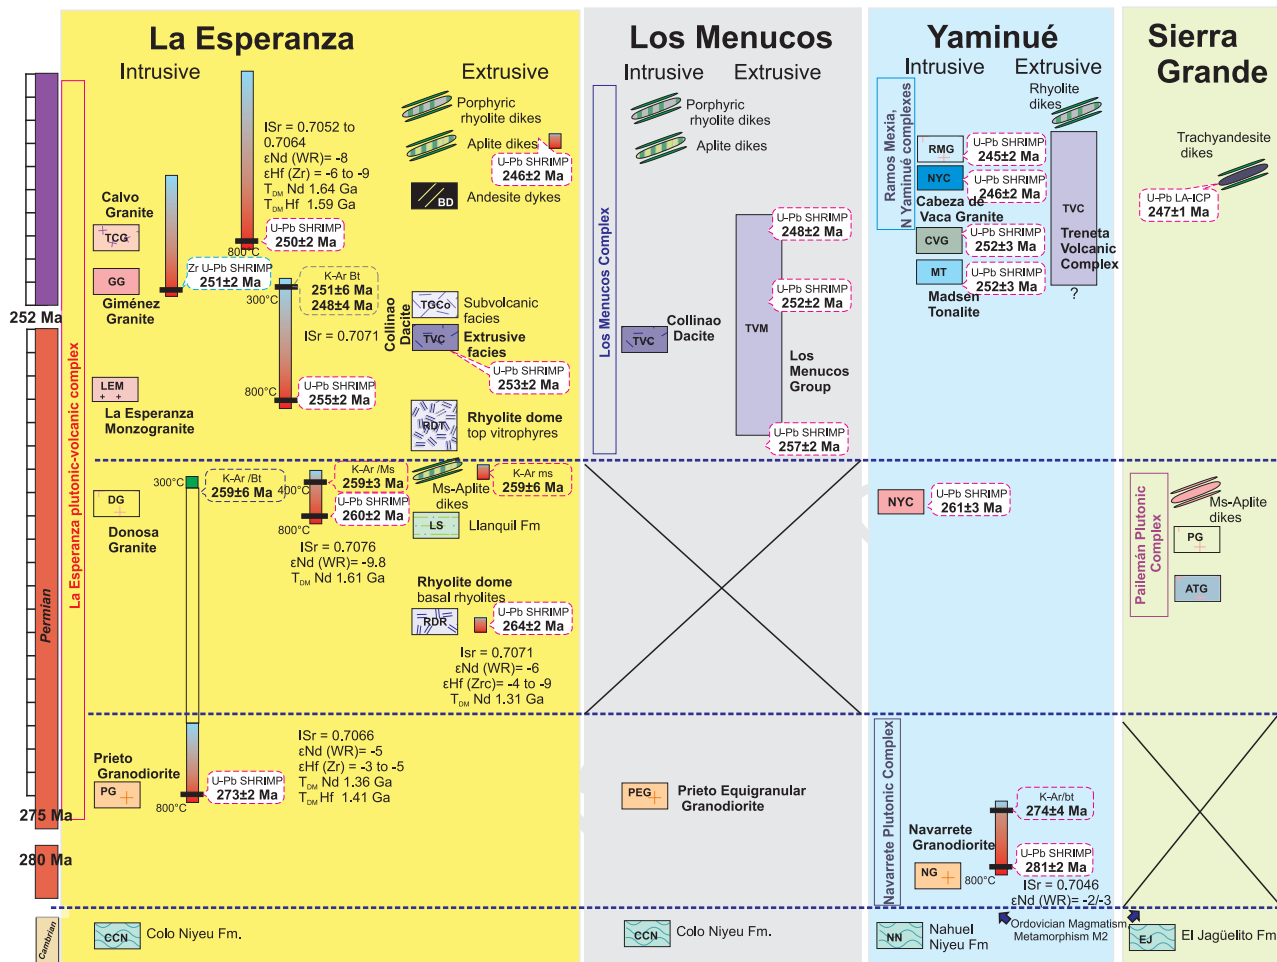 La Esperanza
Intrusive
Extrusive
Los Menucos
Intrusive
Extrusive
Yaminué
Intrusive
Extrusive
Sierra
Grande
252 Ma
Permian
275 Ma
280 Ma
Cambrian
La Esperanza plutonic-volcanic complex
ISr = 0.7052 to
0.7064
εNd (WR)= -8
εHf (Zr)= -6 to -9
TDM Nd 1.64 Ga
TDM Hf 1.59 Ga
Porphyric
rhyolite dikes
Aplite dikes
U-Pb SHRIMP
246±2 Ma
BD
Andesite dykes
Calvo
Granite
TCG
GG
Giménez
Granite
800°C
U-Pb SHRIMP
250±2 Ma
Zr U-Pb SHRIMP
251±2 Ma
K-Ar Bt
251±6 Ma
248±4 Ma
300°C
ISr = 0.7071
800°C
U-Pb SHRIMP
255±2 Ma
Collinao
Dacite
TGCo
Subvolcanic
facies
TVC
Extrusive
facies
U-Pb SHRIMP
253±2 Ma
LEM
La Esperanza
Monzogranite
RDT
Rhyolite dome
top vitrophyres
DG
Donosa
Granite
300°C
K-Ar /Bt
259±6 Ma
400°C
K-Ar /Ms
259±3 Ma
U-Pb SHRIMP
260±2 Ma
800°C
Ms-Aplite
dikes
K-Ar ms
259±6 Ma
LS
Llanquil Fm
ISr = 0.7076
εNd (WR)= -9.8
TDM Nd 1.61 Ga
Rhyolite dome
basal rhyolites
RDR
U-Pb SHRIMP
264±2 Ma
Isr = 0.7071
εNd (WR)= -6
εHf (Zrc)= -4 to -9
TDM Nd 1.31 Ga
Prieto
Granodiorite
PG
800°C
U-Pb SHRIMP
273±2 Ma
ISr = 0.7066
εNd (WR)= -5
εHf (Zr)= -3 to -5
TDM Nd 1.36 Ga
TDM Hf 1.41 Ga
CCN
Colo Niyeu Fm.
Los Menucos Complex
Porphyric
rhyolite dikes
Aplite dikes
TVC
Collinao
Dacite
TVM
U-Pb SHRIMP
248±2 Ma
U-Pb SHRIMP
252±2 Ma
Los
Menucos
Group
U-Pb SHRIMP
257±2 Ma
PEG
Prieto Equigranular
Granodiorite
CCN
Colo Niyeu Fm.
Ramos Mexia,
N Yaminué complexes
RMG
U-Pb SHRIMP
245±2 Ma
NYC
U-Pb SHRIMP
246±2 Ma
Cabeza de
Vaca Granite
CVG
U-Pb SHRIMP
252±3 Ma
MT
U-Pb SHRIMP
252±3 Ma
Madsen
Tonalite
Rhyolite
dikes
TVC
Treneta
Volcanic
Complex
?
NYC
U-Pb SHRIMP
261±3 Ma
Navarrete Plutonic Complex
Navarrete
Granodiorite
NG
K-Ar/bt
274±4 Ma
U-Pb SHRIMP
281±2 Ma
800°C
ISr = 0.7046
εNd (WR)= -2/-3
Ordovician Magmatism
Metamorphism M2
NN
Nahuel
Niyeu Fm
Trachyandesite
dikes
U-Pb LA-ICP
247±1 Ma
Pailemán Plutonic
Complex
Ms-Aplite
dikes
PG
ATG
EJ
El Jagüelito Fm